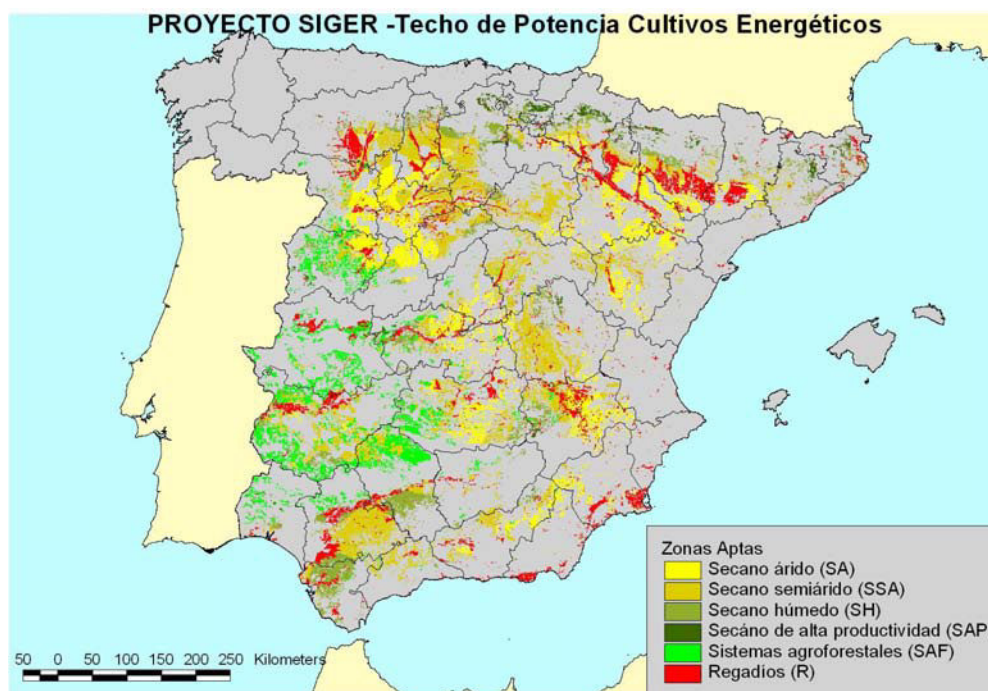 PROYECTO SIGER -Techo de Potencia Cultivos Energéticos
Zonas Aptas
Secano árido (SA)
Secano semiárido (SSA)
Secano húmedo (SH)
Secáno de alta productividad (SAP
Sistemas agroforestales (SAF)
Regadios (R)
50 0 50 100 150 200 250 Kilometers